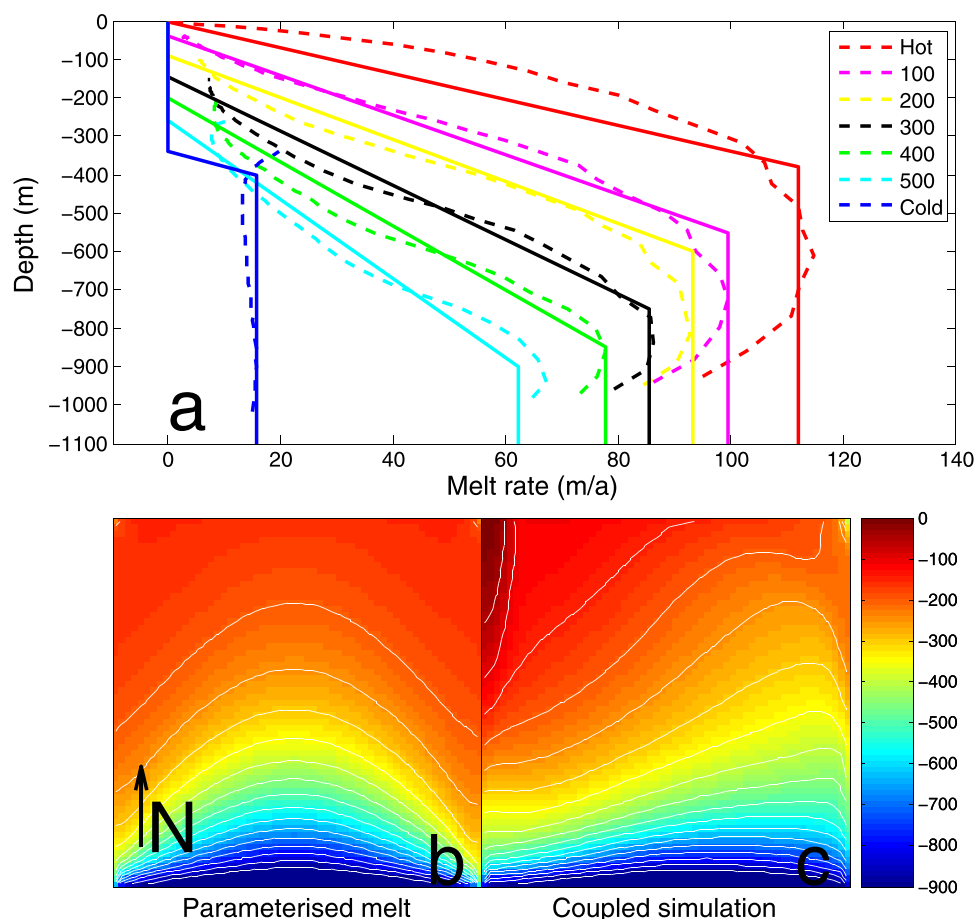 0
−100
−200
−300
−400
−500
−600
−700
−800
−900
−1000
−1100
Depth (m)
Hot
100
200
300
400
500
Cold
a
0 20 40 60 80 100 120 140
Melt rate (m/a)
N
b
c
0
−100
−200
−300
−400
−500
−600
−700
−800
−900
Parameterised melt
Coupled simulation